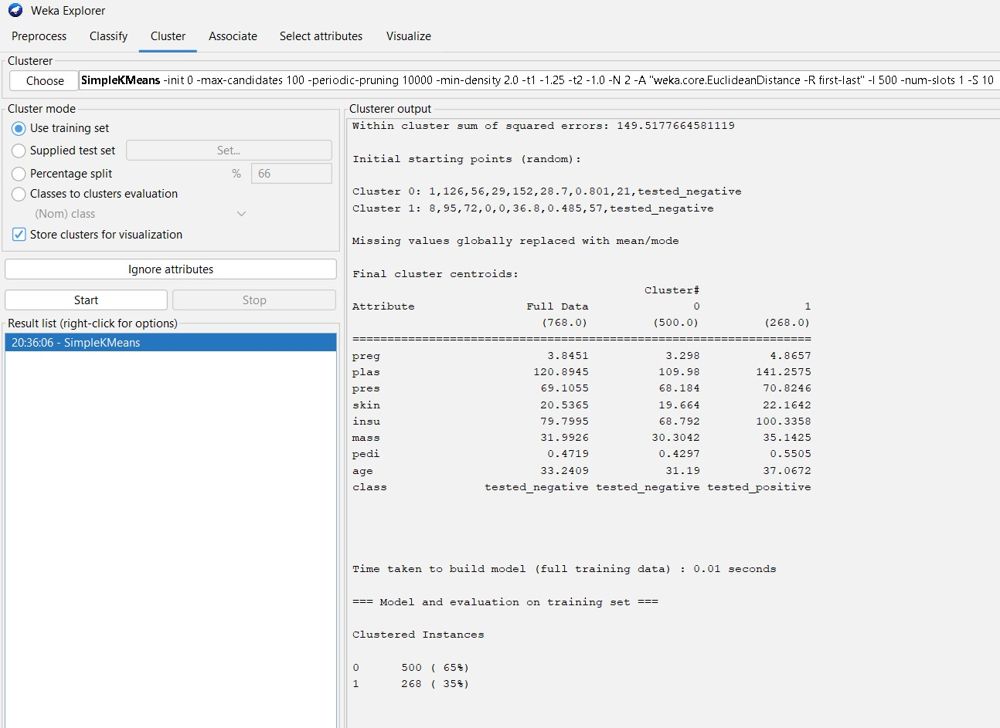 Weka Explorer
Preprocess Classify Cluster Associate Select attributes Visualize
Clusterer
Choose SimpleKMeans -init 0 -max-candidates 100 -periodic-pruning 10000 -min-density 2.0 -t1 -1.25 -t2 -1.0 -N 2 -A "weka.core.EuclideanDistance -R first-last" -I 500 -num-slots 1 -S 10
Cluster mode
Use training set
Supplied test set Set...
Percentage split % 66
Classes to clusters evaluation
(Nom) class
Store clusters for visualization
Ignore attributes
Start Stop
Result list (right-click for options)
20:36:06 - SimpleKMeans
Clusterer output
Within cluster sum of squared errors: 149.5177664581119
Initial starting points (random):
Cluster 0: 1,126,56,29,152,28.7,0.801,21,tested_negative
Cluster 1: 8,95,72,0,0,36.8,0.485,57,tested_negative
Missing values globally replaced with mean/mode
Final cluster centroids:
Cluster#
Attribute Full Data 0 1
(768.0) (500.0) (268.0)
==================================================================
preg 3.8451 3.298 4.8657
plas 120.8945 109.98 141.2575
pres 69.1055 68.184 70.8246
skin 20.5365 19.664 22.1642
insu 79.7995 68.792 100.3358
mass 31.9926 30.3042 35.1425
pedi 0.4719 0.4297 0.5505
age 33.2409 31.19 37.0672
class tested_negative tested_negative tested_positive
Time taken to build model (full training data) : 0.01 seconds
=== Model and evaluation on training set ===
Clustered Instances
0 500 ( 65%)
1 268 ( 35%)